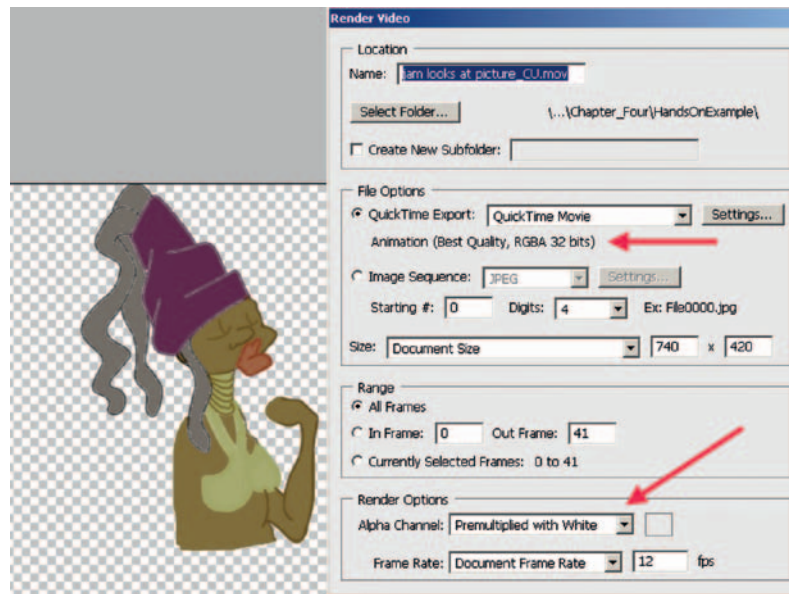 Render Video
Location
Name: iam looks at picture_CU.mov
Select Folder... \...\Chapter_Four\HandsOnExample\
Create New Subfolder:
File Options
QuickTime Export: QuickTime Movie Settings...
Animation (Best Quality, RGBA 32 bits)
Image Sequence: JPEG Settings...
Starting #: 0 Digits: 4 Ex: File0000.jpg
Size: Document Size 740 x 420
Range
All Frames
In Frame: 0 Out Frame: 41
Currently Selected Frames: 0 to 41
Render Options
Alpha Channel: Premultiplied with White
Frame Rate: Document Frame Rate 12 fps